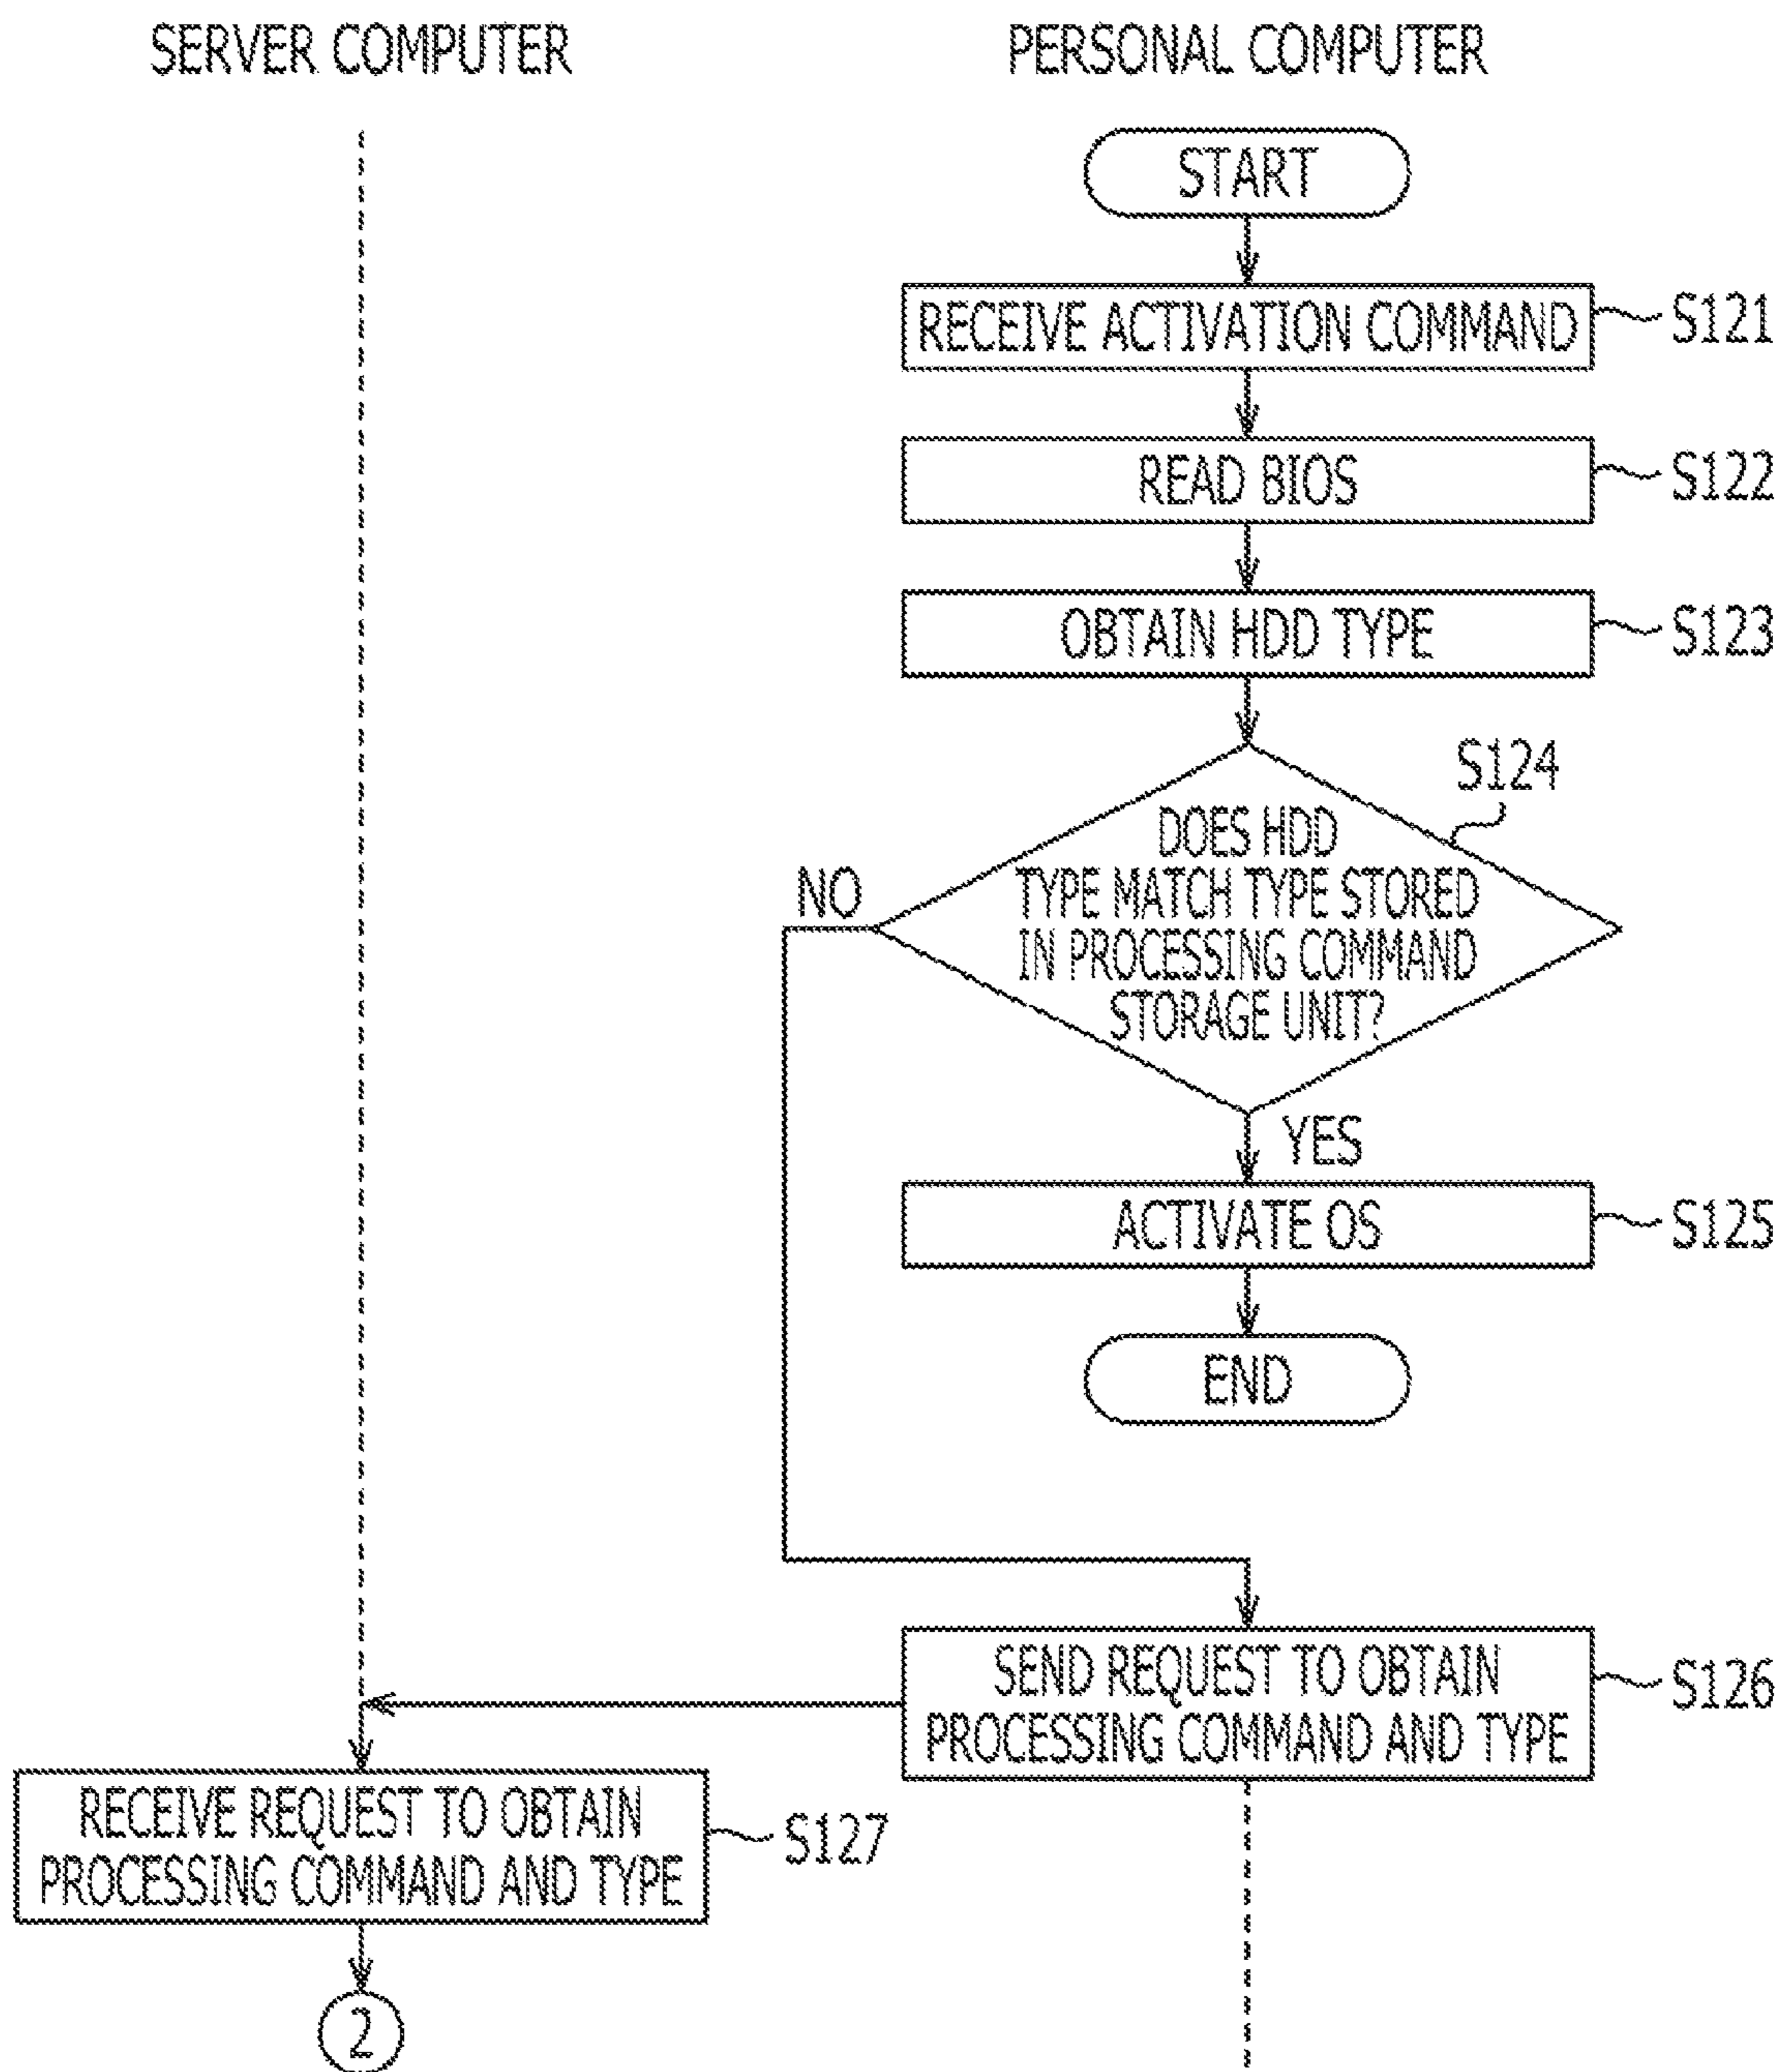 SERVER COMPUTER
PERSONAL COMPUTER
START
RECEIVE ACTIVATION COMMAND
S121
READ BIOS
S122
OBTAIN HDD TYPE
S123
S124
DOES HDD
TYPE MATCH TYPE STORED
IN PROCESSING COMMAND
STORAGE UNIT?
NO
YES
ACTIVATE OS
S125
END
SEND REQUEST TO OBTAIN
PROCESSING COMMAND AND TYPE
S126
RECEIVE REQUEST TO OBTAIN
PROCESSING COMMAND AND TYPE
S127
2